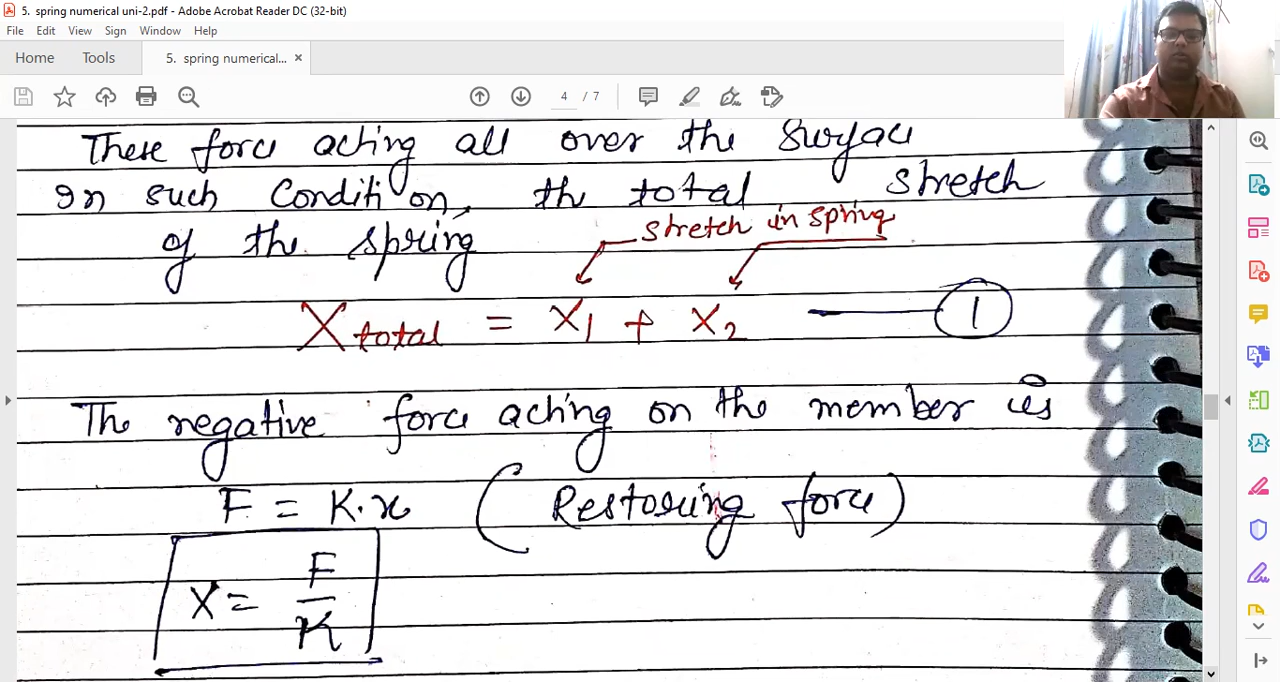 5. spring numerical uni-2.pdf - Adobe Acrobat Reader DC (32-bit)
File Edit View Sign Window Help
Home Tools 5. spring numerical... ×
4 / 7
These force acting all over the surface
In such Condition, the total stretch
of the spring
stretch in spring
X total = X1 + X2 — 1
The negative force acting on the member is
F = K.x (Restoring force)
X = F/K